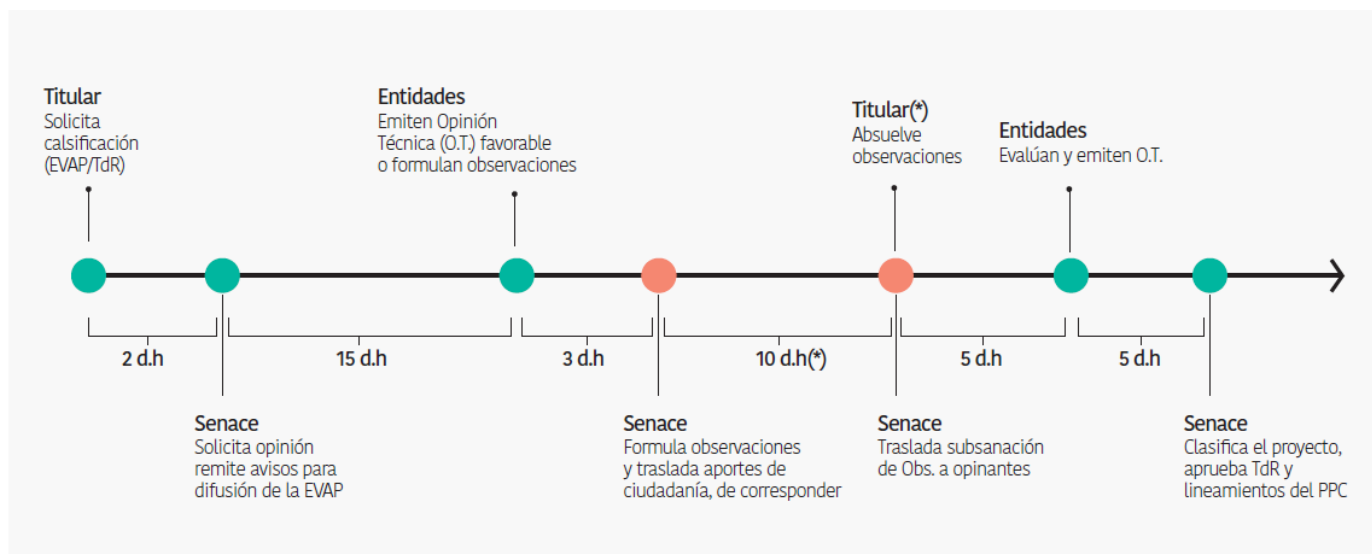 Titular
Solicita
calsificación
(EVAP/TdR)
Entidades
Emiten Opinión
Técnica (O.T.) favorable
o formulan observaciones
Titular(*)
Absuelve
observaciones
Entidades
Evalúan y emiten O.T.
2 d.h
15 d.h
3 d.h
10 d.h(*)
5 d.h
5 d.h
Senace
Solicita opinión
remite avisos para
difusión de la EVAP
Senace
Formula observaciones
y traslada aportes de
ciudadanía, de corresponder
Senace
Traslada subsanación
de Obs. a opinantes
Senace
Clasifica el proyecto,
aprueba TdR y
lineamientos del PPC